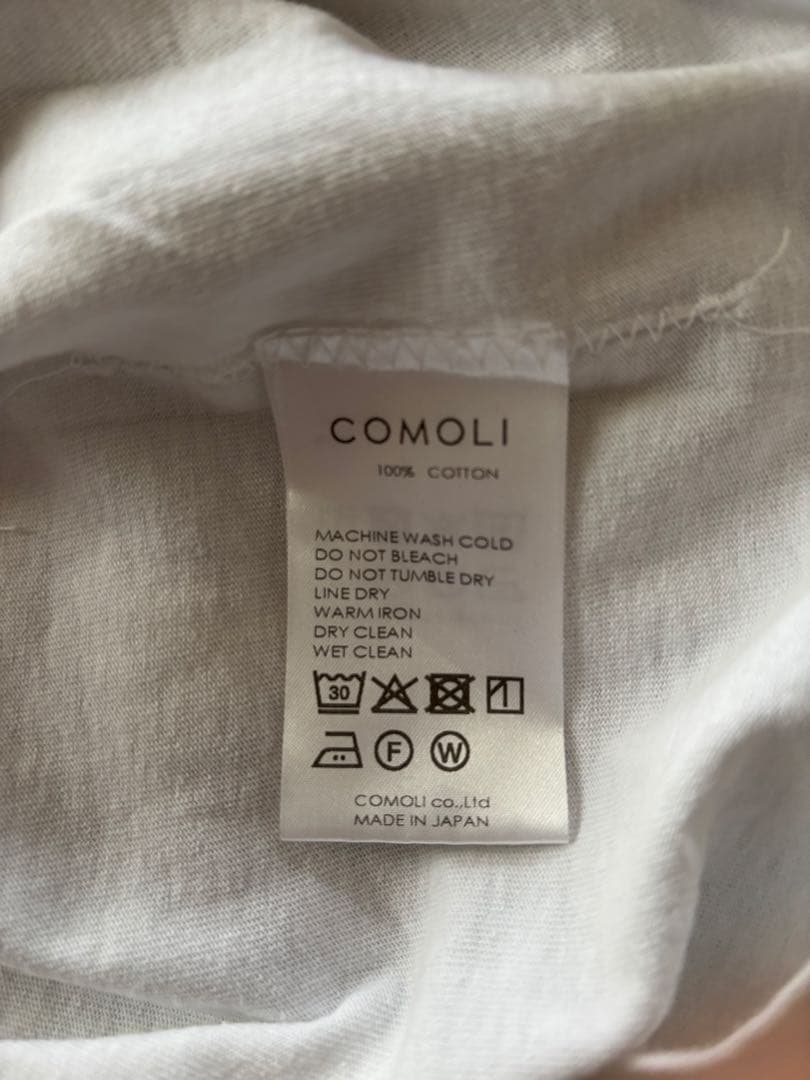 COMOLI
100% COTTON
MACHINE WASH COLD
DO NOT BLEACH
DO NOT TUMBLE DRY
LINE DRY
WARM IRON
DRY CLEAN
WET CLEAN
30
F W
COMOLI co.,Ltd
MADE IN JAPAN